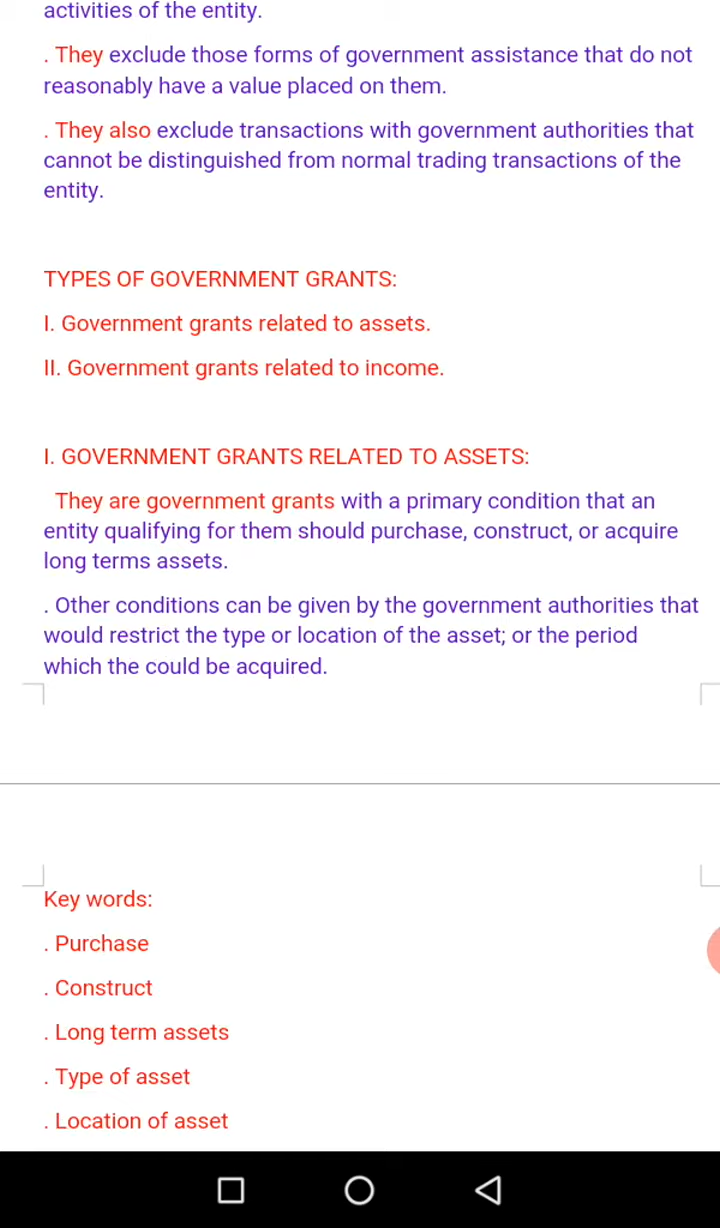 activities of the entity.
. They exclude those forms of government assistance that do not
reasonably have a value placed on them.
. They also exclude transactions with government authorities that
cannot be distinguished from normal trading transactions of the
entity.
TYPES OF GOVERNMENT GRANTS:
I. Government grants related to assets.
II. Government grants related to income.
I. GOVERNMENT GRANTS RELATED TO ASSETS:
They are government grants with a primary condition that an
entity qualifying for them should purchase, construct, or acquire
long terms assets.
. Other conditions can be given by the government authorities that
would restrict the type or location of the asset; or the period
which the could be acquired.
Key words:
. Purchase
. Construct
. Long term assets
. Type of asset
. Location of asset